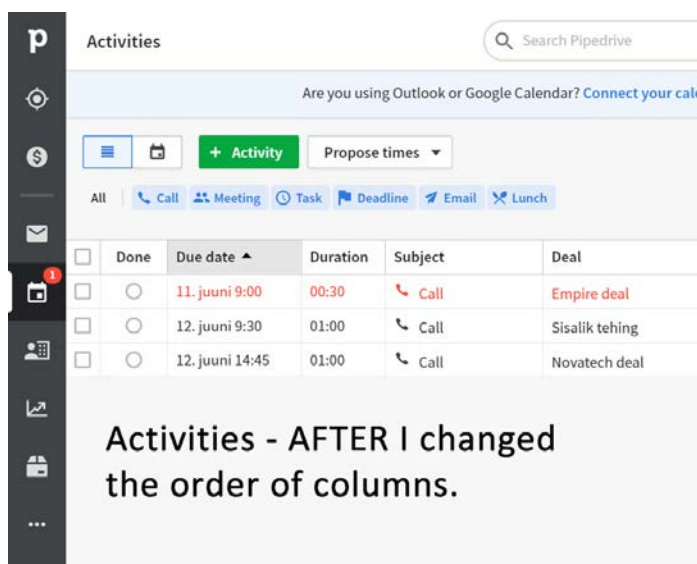 p
Activities
Search Pipedrive
Are you using Outlook or Google Calendar? Connect your cale
+ Activity
Propose times
All Call Meeting Task Deadline Email Lunch
Done Due date Duration Subject Deal
1
11. juuni 9:00 00:30 Call Empire deal
12. juuni 9:30 01:00 Call Sisalik tehing
12. juuni 14:45 01:00 Call Novatech deal
Activities - AFTER I changed
the order of columns.